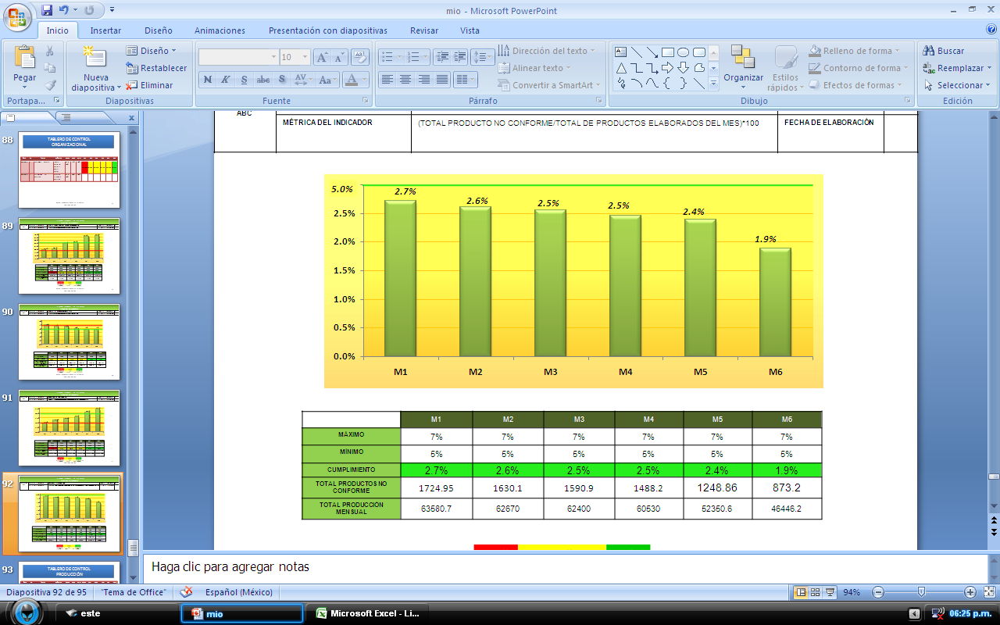 mio - Microsoft PowerPoint
Inicio Insertar Diseño Animaciones Presentación con diapositivas Revisar Vista
Pegar
Nueva diapositiva
Diseño
Restablecer
Eliminar
10
Dirección del texto
Alinear texto
Convertir a SmartArt
Organizar
Estilos rápidos
Relleno de forma
Contorno de forma
Efectos de formas
Buscar
Reemplazar
Seleccionar
Portapa... Diapositivas Fuente Párrafo Dibujo Edición
88
TABLERO DE CONTROL
ORGANIZACIONAL
89
90
91
92
93
TABLERO DE CONTROL
PRODUCCIÓN
ABC
MÉTRICA DEL INDICADOR (TOTAL PRODUCTO NO CONFORME/TOTAL DE PRODUCTOS ELABORADOS DEL MES)*100 FECHA DE ELABORACIÓN
5.0%
2.5%
2.0%
1.5%
1.0%
0.5%
0.0%
2.7% 2.6% 2.5% 2.5% 2.4% 1.9%
M1 M2 M3 M4 M5 M6
M1 M2 M3 M4 M5 M6
MÁXIMO 7% 7% 7% 7% 7% 7%
MÍNIMO 5% 5% 5% 5% 5% 5%
CUMPLIMIENTO 2.7% 2.6% 2.5% 2.5% 2.4% 1.9%
TOTAL PRODUCTOS NO CONFORME 1724.95 1630.1 1590.9 1488.2 1248.86 873.2
TOTAL PRODUCCIÓN MENSUAL 63580.7 62670 62400 60530 52350.6 46446.2
Haga clic para agregar notas
Diapositiva 92 de 95 "Tema de Office" Español (México) 94%
este mio Microsoft Excel - Li... 06:25 p.m.